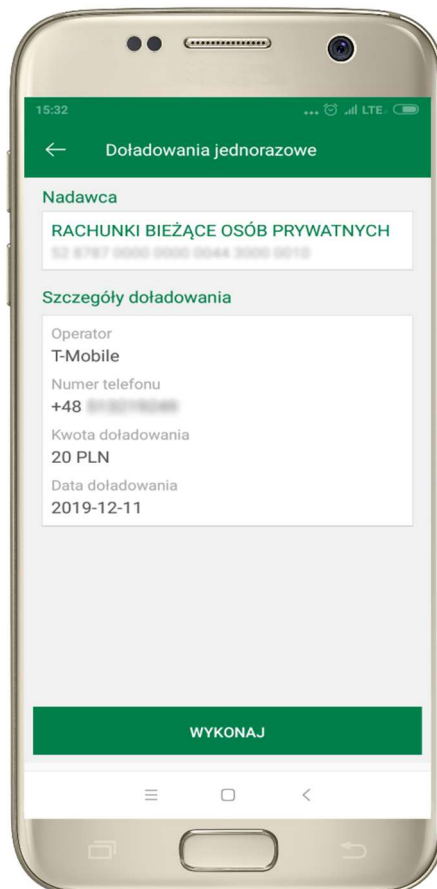 15:32
... LTE
Doładowania jednorazowe
Nadawca
RACHUNKI BIEŻĄCE OSÓB PRYWATNYCH
Szczegóły doładowania
Operator
T-Mobile
Numer telefonu
+48
Kwota doładowania
20 PLN
Data doładowania
2019-12-11
WYKONAJ